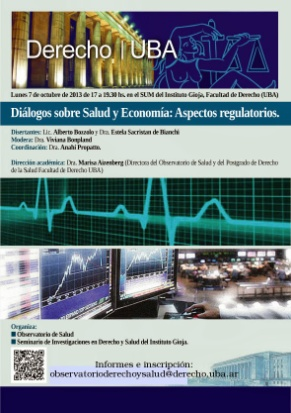 Derecho | UBA
Lunes 7 de octubre de 2013 de 17 a 19.30 hs. en el SUM del Instituto Gioja, Facultad de Derecho (UBA)
Diálogos sobre Salud y Economía: Aspectos regulatorios.
Disertantes: Lic. Alberto Bozzolo y Dra. Estela Sacristan de Bianchi
Modera: Dra. Viviana Bonpland
Coordinación: Dra. Anahí Propatto.
Dirección académica: Dra. Marisa Aizenberg (Directora del Observatorio de Salud y del Postgrado de Derecho
de la Salud Facultad de Derecho UBA)
Organiza:
Observatorio de Salud
Seminario de Investigaciones en Derecho y Salud del Instituto Gioja.
Informes e inscripción:
observatorioderechoysalud@derecho.uba.ar